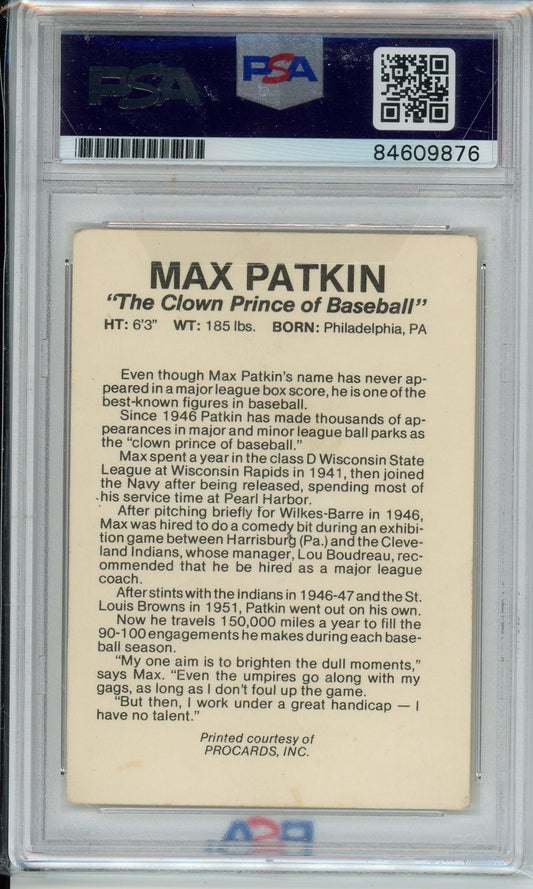 PSA
PSA
84609876
MAX PATKIN
"The Clown Prince of Baseball"
HT: 6'3" WT: 185 lbs. BORN: Philadelphia, PA
Even though Max Patkin's name has never ap-
peared in a major league box score, he is one of the
best-known figures in baseball.
Since 1946 Patkin has made thousands of ap-
pearances in major and minor league ball parks as
the "clown prince of baseball."
Max spent a year in the class D Wisconsin State
League at Wisconsin Rapids in 1941, then joined
the Navy after being released, spending most of
his service time at Pearl Harbor.
After pitching briefly for Wilkes-Barre in 1946,
Max was hired to do a comedy bit during an exhibi-
tion game between Harrisburg (Pa.) and the Cleve-
land Indians, whose manager, Lou Boudreau, rec-
ommended that he be hired as a major league
coach.
After stints with the Indians in 1946-47 and the St.
Louis Browns in 1951, Patkin went out on his own.
Now he travels 150,000 miles a year to fill the
90-100 engagements he makes during each base-
ball season.
"My one aim is to brighten the dull moments,"
says Max. "Even the umpires go along with my
gags, as long as I don't foul up the game.
"But then, I work under a great handicap — I
have no talent."
Printed courtesy of
PROCARDS, INC.
PSA